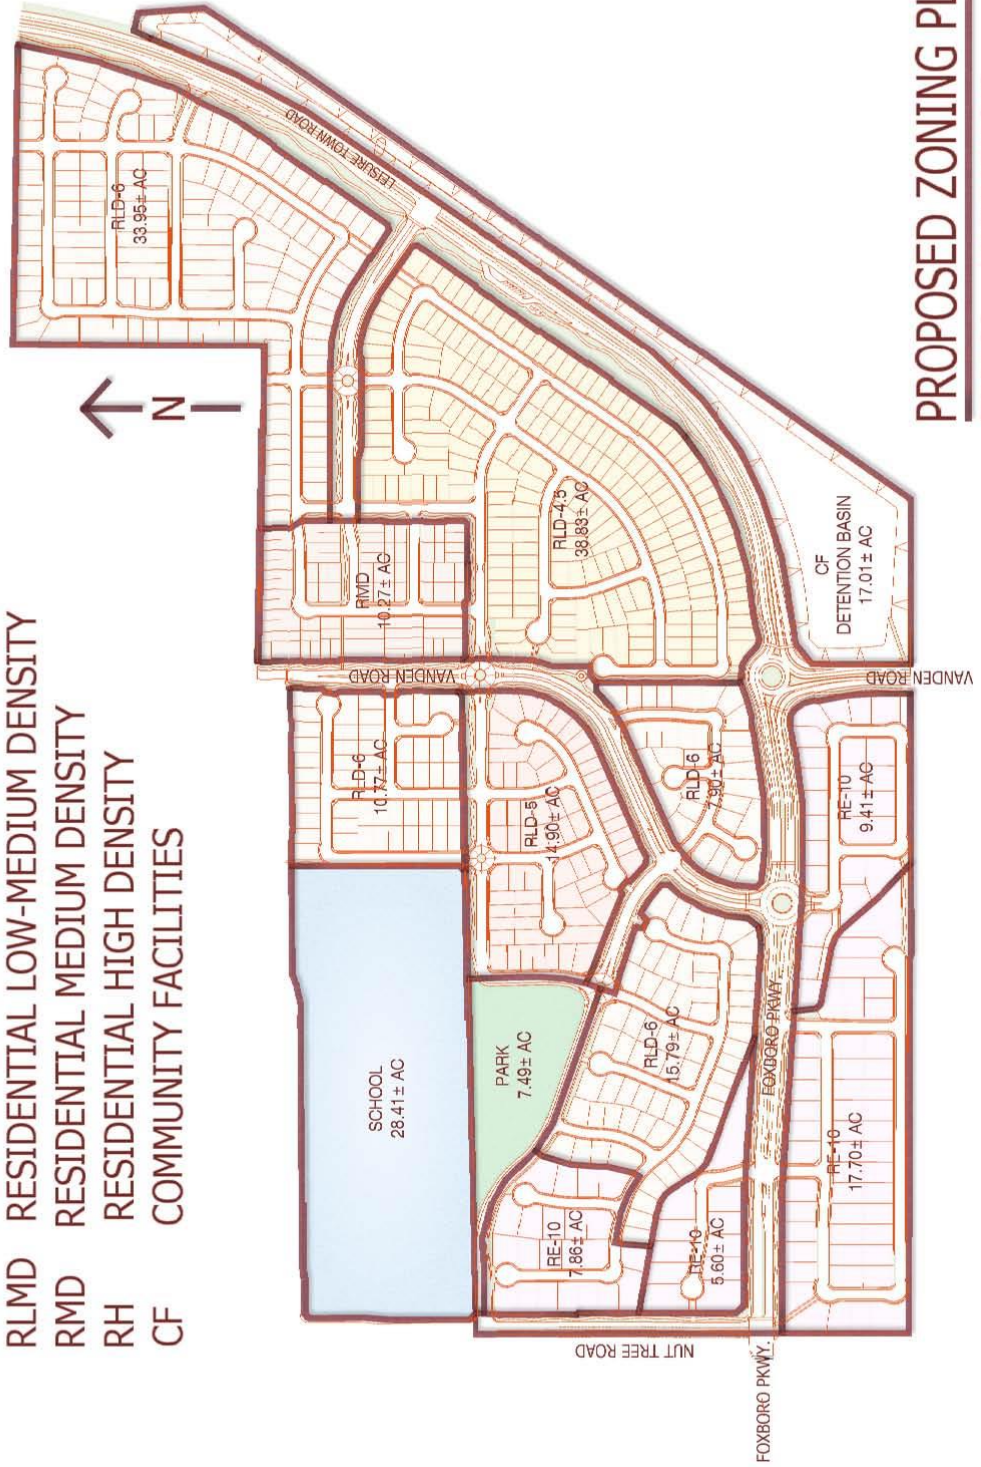 RLMD RESIDENTIAL LOW-MEDIUM DENSITY
RMD RESIDENTIAL MEDIUM DENSITY
RH RESIDENTIAL HIGH DENSITY
CF COMMUNITY FACILITIES
N
RLD-6
33.95± AC
LEISURE TOWN ROAD
RMD
10.27± AC
RLD-4.5
38.83± AC
VANDEN ROAD
RLD-6
10.77± AC
SCHOOL
28.41± AC
RLD-5
14.90± AC
PARK
7.49± AC
RLD-6
7.90± AC
RLD-6
15.79± AC
RE-10
7.86± AC
RE-10
5.60± AC
NUT TREE ROAD
FOXBORO PKWY.
FOXBORO PKWY.
RE-10
9.41± AC
RE-10
17.70± AC
CF
DETENTION BASIN
17.01± AC
VANDEN ROAD
PROPOSED ZONING